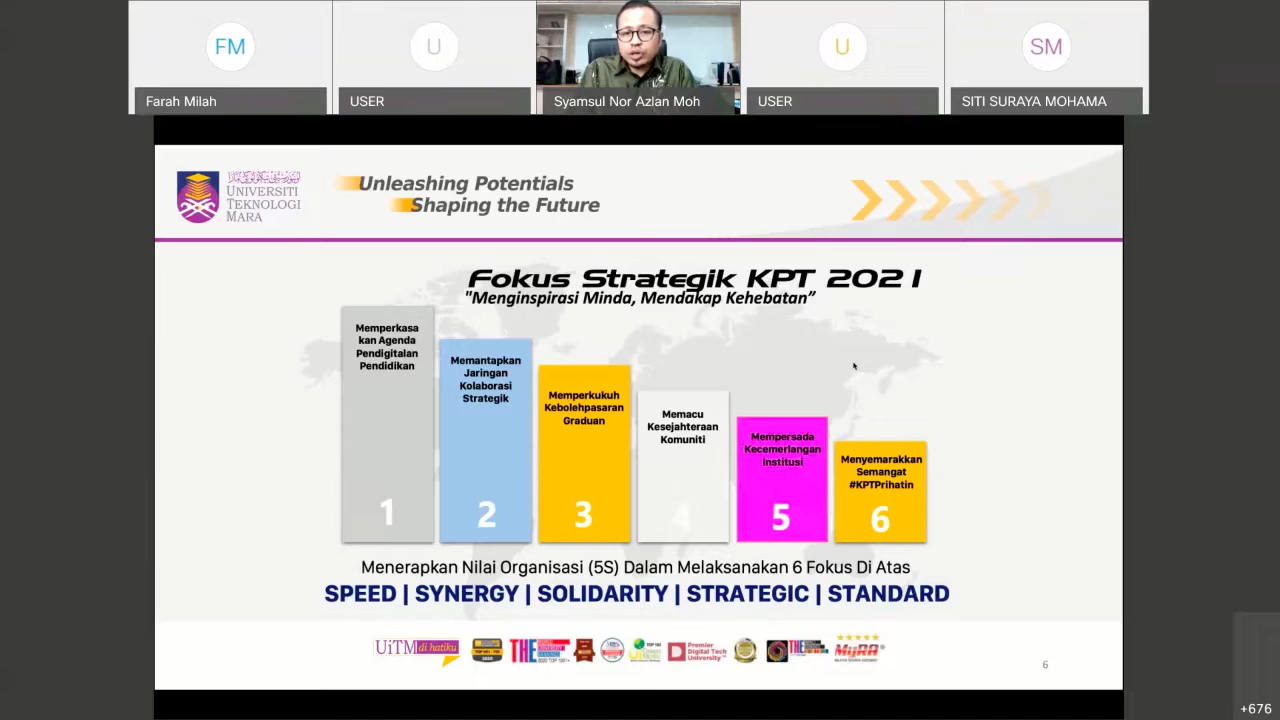 FM
Farah Milah
U
USER
Syamsul Nor Azlan Moh
U
USER
SM
SITI SURAYA MOHAMA
UNIVERSITI
TEKNOLOGI
MARA
Unleashing Potentials
Shaping the Future
Fokus Strategik KPT 2021
"Menginspirasi Minda, Mendakap Kehebatan”
Memperkasa
kan Agenda
Pendigitalan
Pendidikan
1
Memantapkan
Jaringan
Kolaborasi
Strategik
2
Memperkukuh
Kebolehpasaran
Graduan
3
Memacu
Kesejahteraan
Komuniti
4
Mempersada
Kecemerlangan
Institusi
5
Menyemarakkan
Semangat
#KPTPrihatin
6
Menerapkan Nilai Organisasi (5S) Dalam Melaksanakan 6 Fokus Di Atas
SPEED | SYNERGY | SOLIDARITY | STRATEGIC | STANDARD
UiTM di hatiku
THE
Premier
Digital Tech
University
THE
MyRA
6
+676